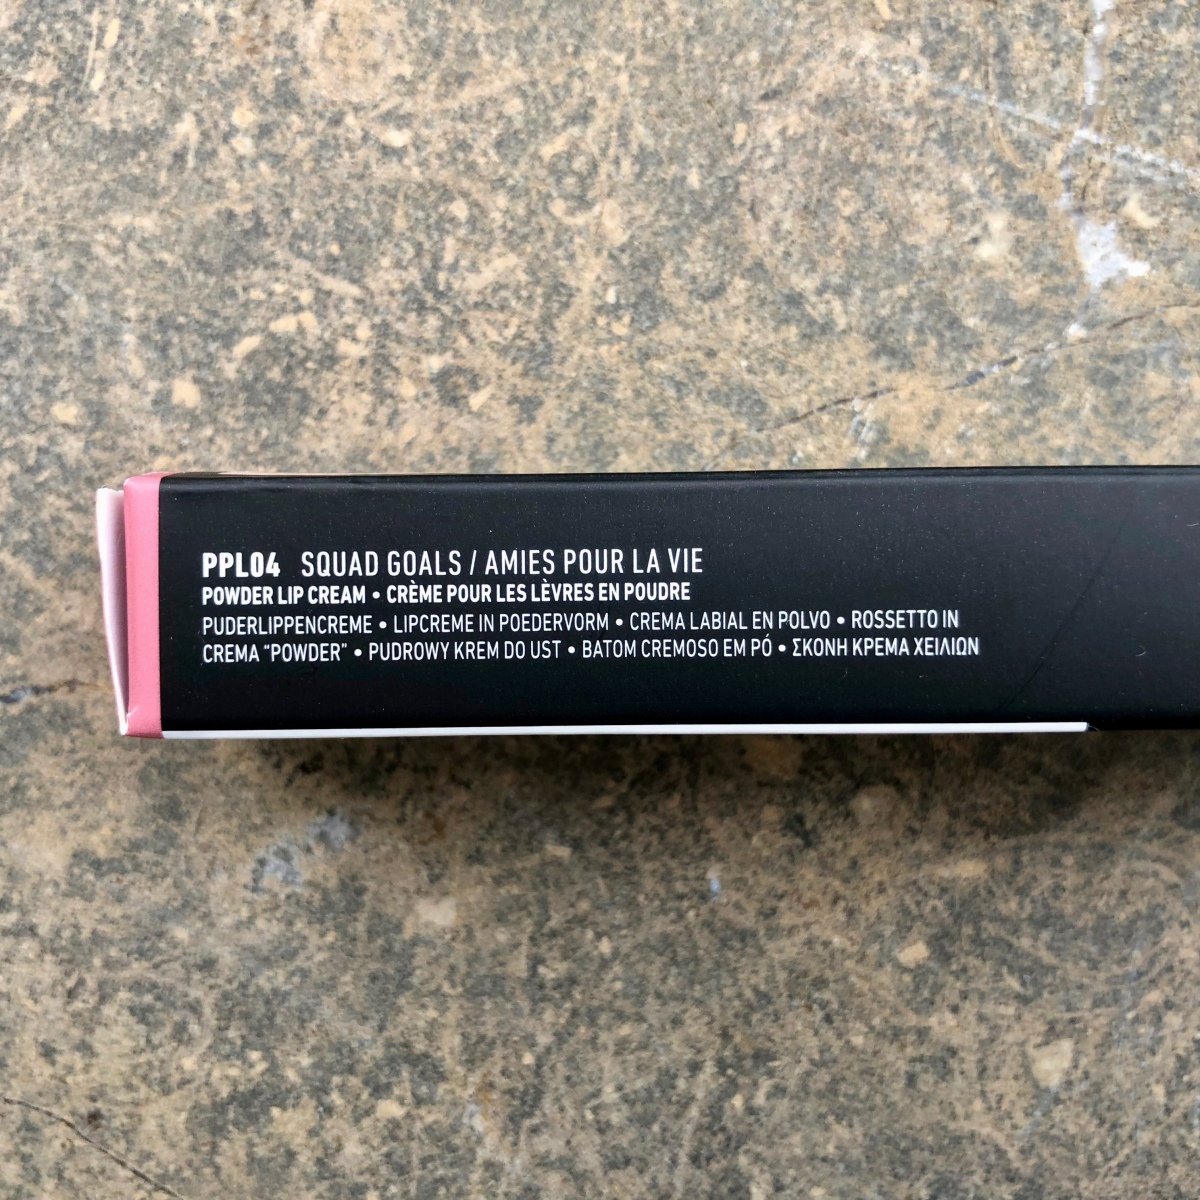 PPL04 SQUAD GOALS / AMIES POUR LA VIE
POWDER LIP CREAM • CRÈME POUR LES LÈVRES EN POUDRE
PUDERLIPPENCREME • LIPCREME IN POEDERVORM • CREMA LABIAL EN POLVO • ROSSETTO IN
CREMA “POWDER” • PUDROWY KREM DO UST • BATOM CREMOSO EM PÓ • ΣΚΟΝΗ ΚΡΕΜΑ ΧΕΙΛΙΩΝ